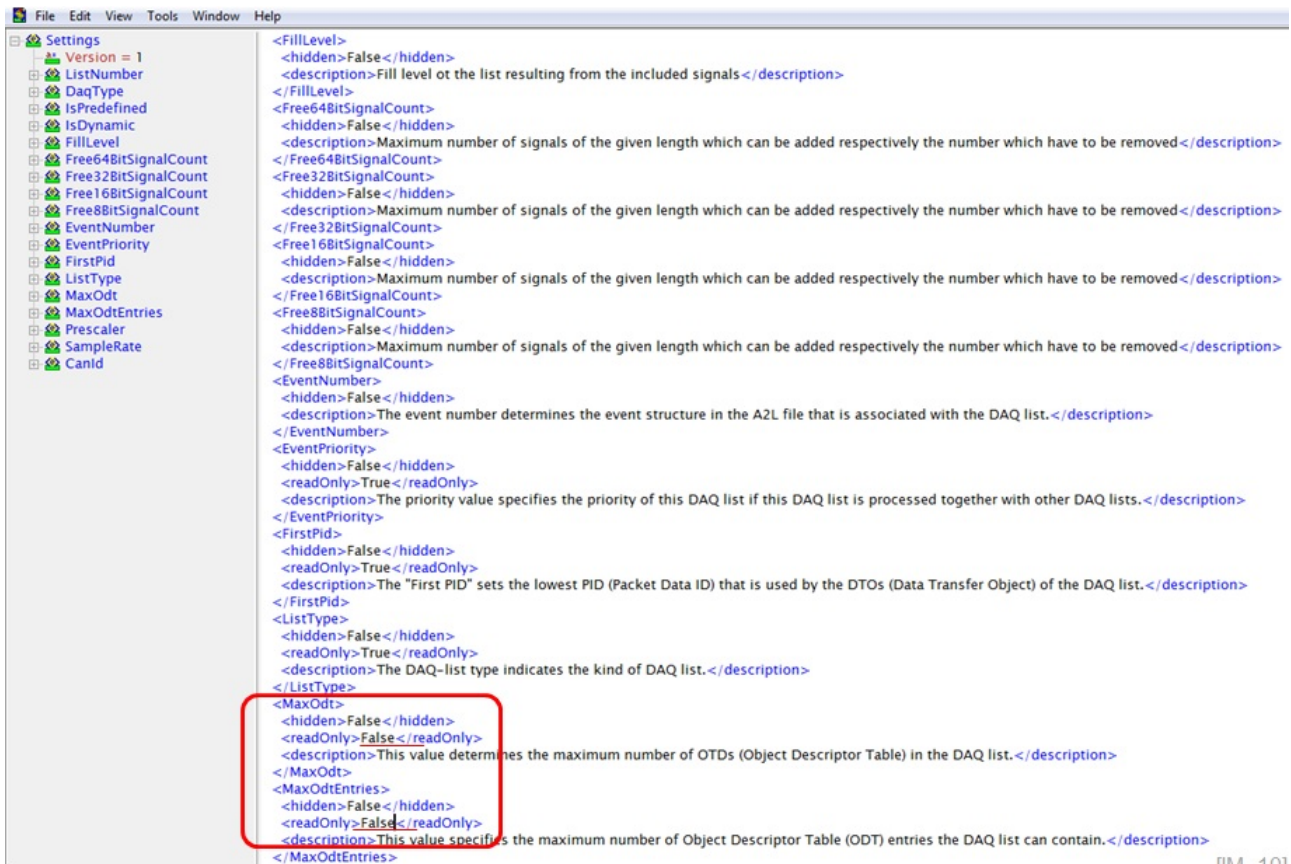 File Edit View Tools Window Help
Settings
Version = 1
ListNumber
DaqType
IsPredefined
IsDynamic
FillLevel
Free64BitSignalCount
Free32BitSignalCount
Free16BitSignalCount
Free8BitSignalCount
EventNumber
EventPriority
FirstPid
ListType
MaxOdt
MaxOdtEntries
Prescaler
SampleRate
CanId
<FillLevel>
<hidden>False</hidden>
<description>Fill level ot the list resulting from the included signals</description>
</FillLevel>
<Free64BitSignalCount>
<hidden>False</hidden>
<description>Maximum number of signals of the given length which can be added respectively the number which have to be removed</description>
</Free64BitSignalCount>
<Free32BitSignalCount>
<hidden>False</hidden>
<description>Maximum number of signals of the given length which can be added respectively the number which have to be removed</description>
</Free32BitSignalCount>
<Free16BitSignalCount>
<hidden>False</hidden>
<description>Maximum number of signals of the given length which can be added respectively the number which have to be removed</description>
</Free16BitSignalCount>
<Free8BitSignalCount>
<hidden>False</hidden>
<description>Maximum number of signals of the given length which can be added respectively the number which have to be removed</description>
</Free8BitSignalCount>
<EventNumber>
<hidden>False</hidden>
<description>The event number determines the event structure in the A2L file that is associated with the DAQ list.</description>
</EventNumber>
<EventPriority>
<hidden>False</hidden>
<readOnly>True</readOnly>
<description>The priority value specifies the priority of this DAQ list if this DAQ list is processed together with other DAQ lists.</description>
</EventPriority>
<FirstPid>
<hidden>False</hidden>
<readOnly>True</readOnly>
<description>The "First PID" sets the lowest PID (Packet Data ID) that is used by the DTOs (Data Transfer Object) of the DAQ list.</description>
</FirstPid>
<ListType>
<hidden>False</hidden>
<readOnly>True</readOnly>
<description>The DAQ-list type indicates the kind of DAQ list.</description>
</ListType>
<MaxOdt>
<hidden>False</hidden>
<readOnly>False</readOnly>
<description>This value determines the maximum number of OTDs (Object Descriptor Table) in the DAQ list.</description>
</MaxOdt>
<MaxOdtEntries>
<hidden>False</hidden>
<readOnly>False</readOnly>
<description>This value specifies the maximum number of Object Descriptor Table (ODT) entries the DAQ list can contain.</description>
</MaxOdtEntries>